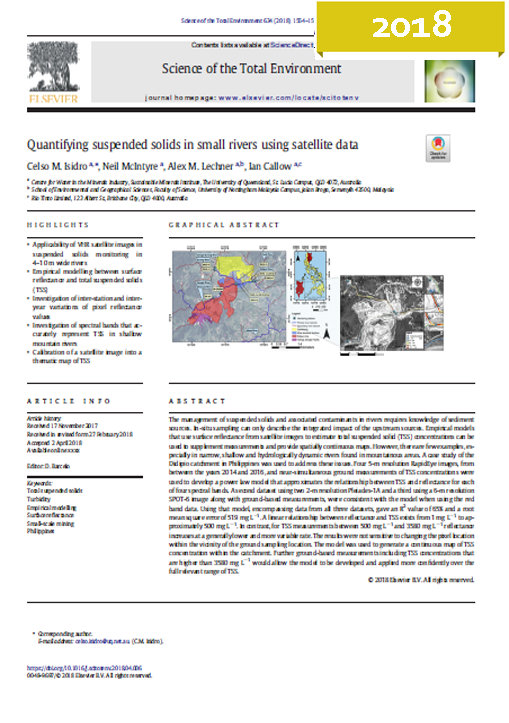 2018
Science of the Total Environment 634 (2018) 1554–15
Contents lists available at ScienceDirect
Science of the Total Environment
journal homepage: www.elsevier.com/locate/scitotenv
ELSEVIER
Quantifying suspended solids in small rivers using satellite data
Check for
updates
Celso M. Isidro a,*, Neil McIntyre a, Alex M. Lechner a,b, Ian Callow a,c
a Centre for Water in the Minerals Industry, Sustainable Minerals Institute, The University of Queensland, St. Lucia Campus, QLD 4072, Australia
b School of Environmental and Geographical Sciences, Faculty of Science, University of Nottingham Malaysia Campus, Jalan Broga, Semenyih 43500, Malaysia
c Rio Tinto Limited, 123 Albert St, Brisbane City, QLD 4000, Australia
HIGHLIGHTS
• Applicability of VHR satellite images in
suspended solids monitoring in
4–10 m wide rivers
• Empirical modelling between surface
reflectance and total suspended solids
(TSS)
• Investigation of inter-station and inter-
year variations of pixel reflectance
values
• Investigation of spectral bands that ac-
curately represent TSS in shallow
mountain rivers
• Calibration of a satellite image into a
thematic map of TSS
GRAPHICAL ABSTRACT
ARTICLE INFO
Article history:
Received 17 November 2017
Received in revised form 27 February 2018
Accepted 2 April 2018
Available online xxxx
Editor: D. Barcelo
Keywords:
Total suspended solids
Turbidity
Empirical modelling
Surface reflectance
Small-scale mining
Philippines
ABSTRACT
The management of suspended solids and associated contaminants in rivers requires knowledge of sediment
sources. In-situ sampling can only describe the integrated impact of the upstream sources. Empirical models
that use surface reflectance from satellite images to estimate total suspended solid (TSS) concentrations can be
used to supplement measurements and provide spatially continuous maps. However, there are few examples, es-
pecially in narrow, shallow and hydrologically dynamic rivers found in mountainous areas. A case study of the
Didipio catchment in Philippines was used to address these issues. Four 5-m resolution RapidEye images, from
between the years 2014 and 2016, and near-simultaneous ground measurements of TSS concentrations were
used to develop a power law model that approximates the relationship between TSS and reflectance for each
of four spectral bands. A second dataset using two 2-m resolution Pleiades-1A and a third using a 6-m resolution
SPOT-6 image along with ground-based measurements, were consistent with the model when using the red
band data. Using that model, encompassing data from all three datasets, gave an R² value of 65% and a root
mean square error of 519 mg L⁻¹. A linear relationship between reflectance and TSS exists from 1 mg L⁻¹ to ap-
proximately 500 mg L⁻¹. In contrast, for TSS measurements between 500 mg L⁻¹ and 3580 mg L⁻¹ reflectance
increases at a generally lower and more variable rate. The results were not sensitive to changing the pixel location
within the vicinity of the ground sampling location. The model was used to generate a continuous map of TSS
concentration within the catchment. Further ground-based measurements including TSS concentrations that
are higher than 3580 mg L⁻¹ would allow the model to be developed and applied more confidently over the
full relevant range of TSS.
© 2018 Elsevier B.V. All rights reserved.
* Corresponding author.
E-mail address: celso.isidro@uq.net.au (C.M. Isidro).
https://doi.org/10.1016/j.scitotenv.2018.04.006
0048-9697/© 2018 Elsevier B.V. All rights reserved.